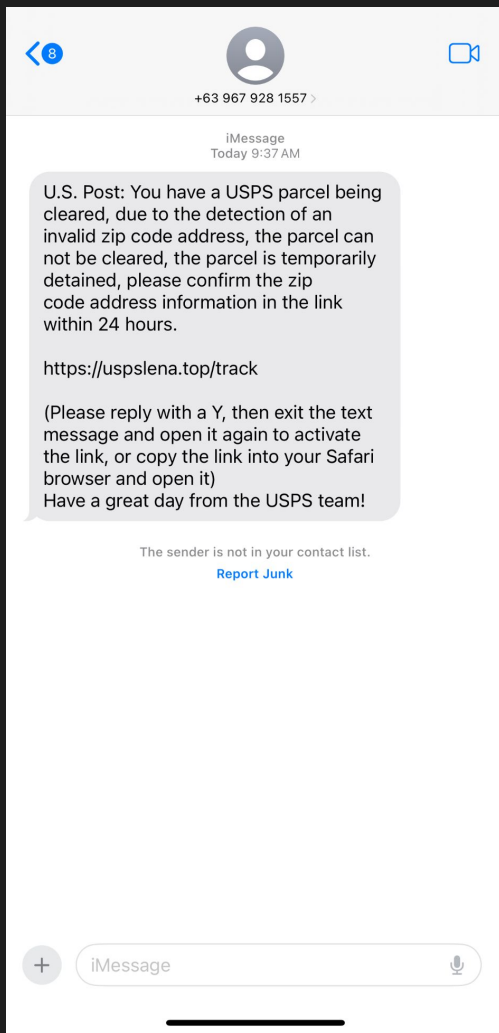 8
+63 967 928 1557 >
iMessage
Today 9:37 AM
U.S. Post: You have a USPS parcel being
cleared, due to the detection of an
invalid zip code address, the parcel can
not be cleared, the parcel is temporarily
detained, please confirm the zip
code address information in the link
within 24 hours.
https://uspslena.top/track
(Please reply with a Y, then exit the text
message and open it again to activate
the link, or copy the link into your Safari
browser and open it)
Have a great day from the USPS team!
The sender is not in your contact list.
Report Junk
iMessage